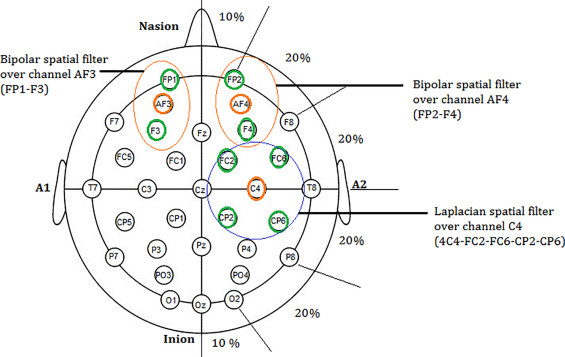 10%
Nasion
20%
Bipolar spatial filter
over channel AF3
(FP1-F3)
Bipolar spatial filter
over channel AF4
(FP2-F4)
FP1
FP2
AF3
AF4
F7
F3
Fz
F4
F8
20%
FC5
FC1
FC2
FC6
A1
T7
C3
Cz
C4
T8
A2
CP5
CP1
CP2
CP6
Laplacian spatial filter
over channel C4
(4C4-FC2-FC6-CP2-CP6)
20%
P7
P3
Pz
P4
P8
PO3
PO4
O1
Oz
O2
20%
Inion
10 %